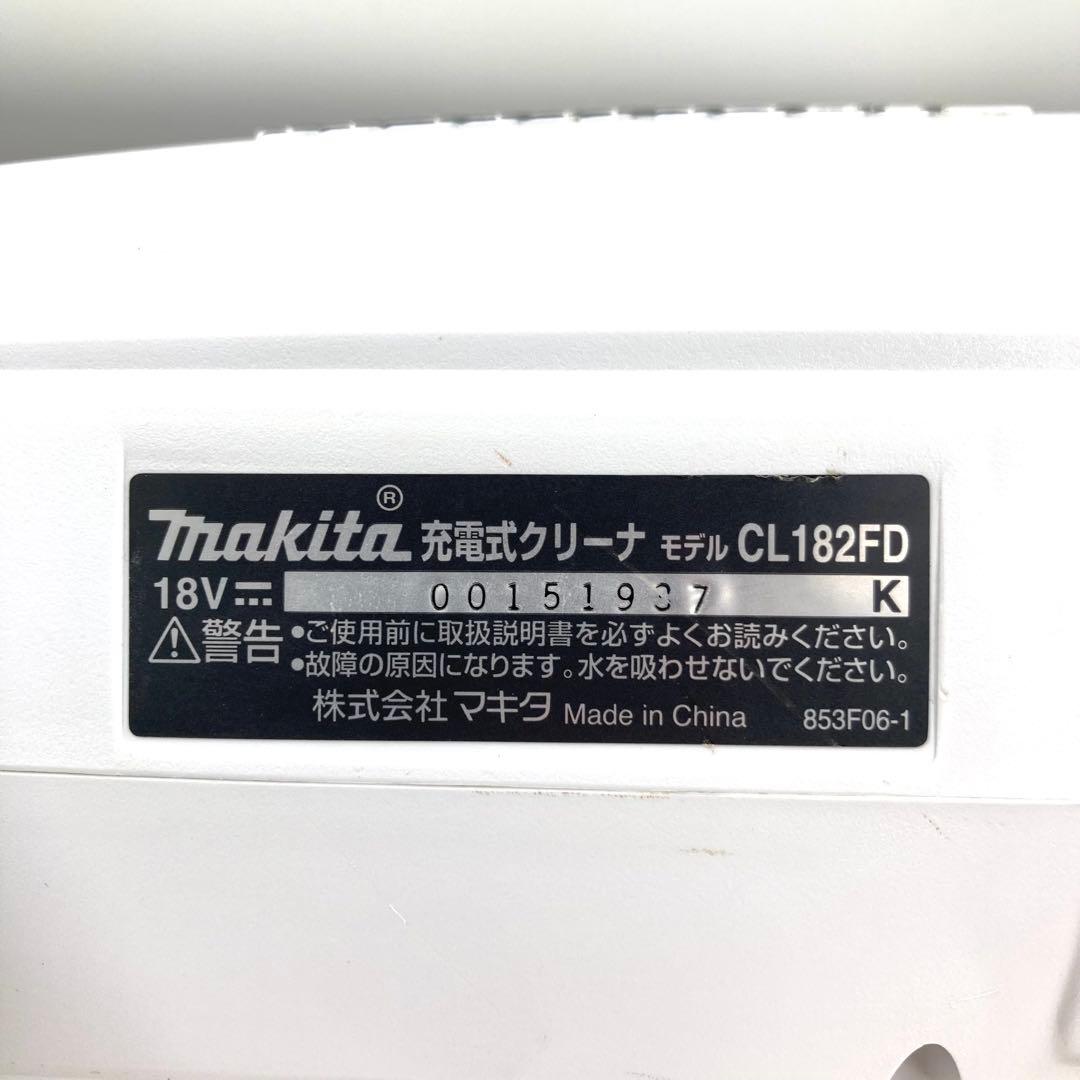 makita® 充電式クリーナ モデル CL182FD
18V⎓ 00151937 K
⚠警告 •ご使用前に取扱説明書を必ずよくお読みください。
•故障の原因になります。水を吸わせないでください。
株式会社 マキタ Made in China 853F06-1